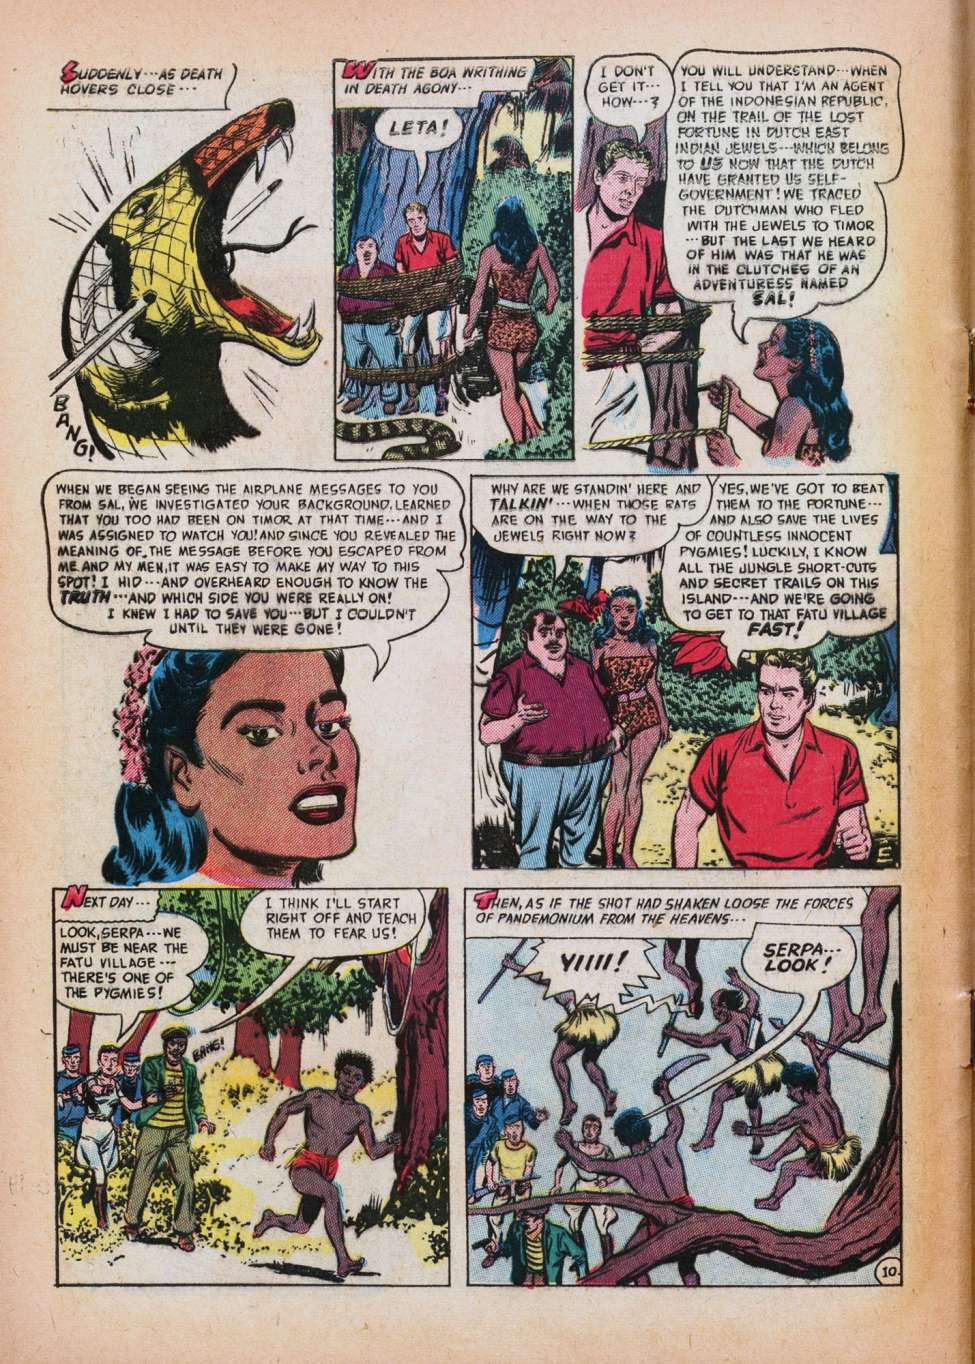 SUDDENLY---AS DEATH
HOVERS CLOSE---
BANG!
WITH THE BOA WRITHING
IN DEATH AGONY---
LETA!
I DON'T
GET IT---
HOW---?
YOU WILL UNDERSTAND---WHEN
I TELL YOU THAT I'M AN AGENT
OF THE INDONESIAN REPUBLIC,
ON THE TRAIL OF THE LOST
FORTUNE IN DUTCH EAST
INDIAN JEWELS---WHICH BELONG
TO US NOW THAT THE DUTCH
HAVE GRANTED US SELF-
GOVERNMENT! WE TRACED
THE DUTCHMAN WHO FLED
WITH THE JEWELS TO TIMOR
---BUT THE LAST WE HEARD
OF HIM WAS THAT HE WAS
IN THE CLUTCHES OF AN
ADVENTURESS NAMED
SAL!
WHEN WE BEGAN SEEING THE AIRPLANE MESSAGES TO YOU
FROM SAL, WE INVESTIGATED YOUR BACKGROUND, LEARNED
THAT YOU TOO HAD BEEN ON TIMOR AT THAT TIME---AND I
WAS ASSIGNED TO WATCH YOU! AND SINCE YOU REVEALED THE
MEANING OF THE MESSAGE BEFORE YOU ESCAPED FROM
ME AND MY MEN, IT WAS EASY TO MAKE MY WAY TO THIS
SPOT! I HID---AND OVERHEARD ENOUGH TO KNOW THE
TRUTH---AND WHICH SIDE YOU WERE REALLY ON!
I KNEW I HAD TO SAVE YOU---BUT I COULDN'T
UNTIL THEY WERE GONE!
WHY ARE WE STANDIN' HERE AND
TALKIN'---WHEN THOSE RATS
ARE ON THE WAY TO THE
JEWELS RIGHT NOW?
YES, WE'VE GOT TO BEAT
THEM TO THE FORTUNE---
AND ALSO SAVE THE LIVES
OF COUNTLESS INNOCENT
PYGMIES! LUCKILY, I KNOW
ALL THE JUNGLE SHORT-CUTS
AND SECRET TRAILS ON THIS
ISLAND---AND WE'RE GOING
TO GET TO THAT FATU VILLAGE
FAST!
NEXT DAY---
LOOK, SERPA---WE
MUST BE NEAR THE
FATU VILLAGE---
THERE'S ONE OF
THE PYGMIES!
I THINK I'LL START
RIGHT OFF AND TEACH
THEM TO FEAR US!
BANG!
THEN, AS IF THE SHOT HAD SHAKEN LOOSE THE FORCES
OF PANDEMONIUM FROM THE HEAVENS---
YIIII!
SERPA---
LOOK!
10.